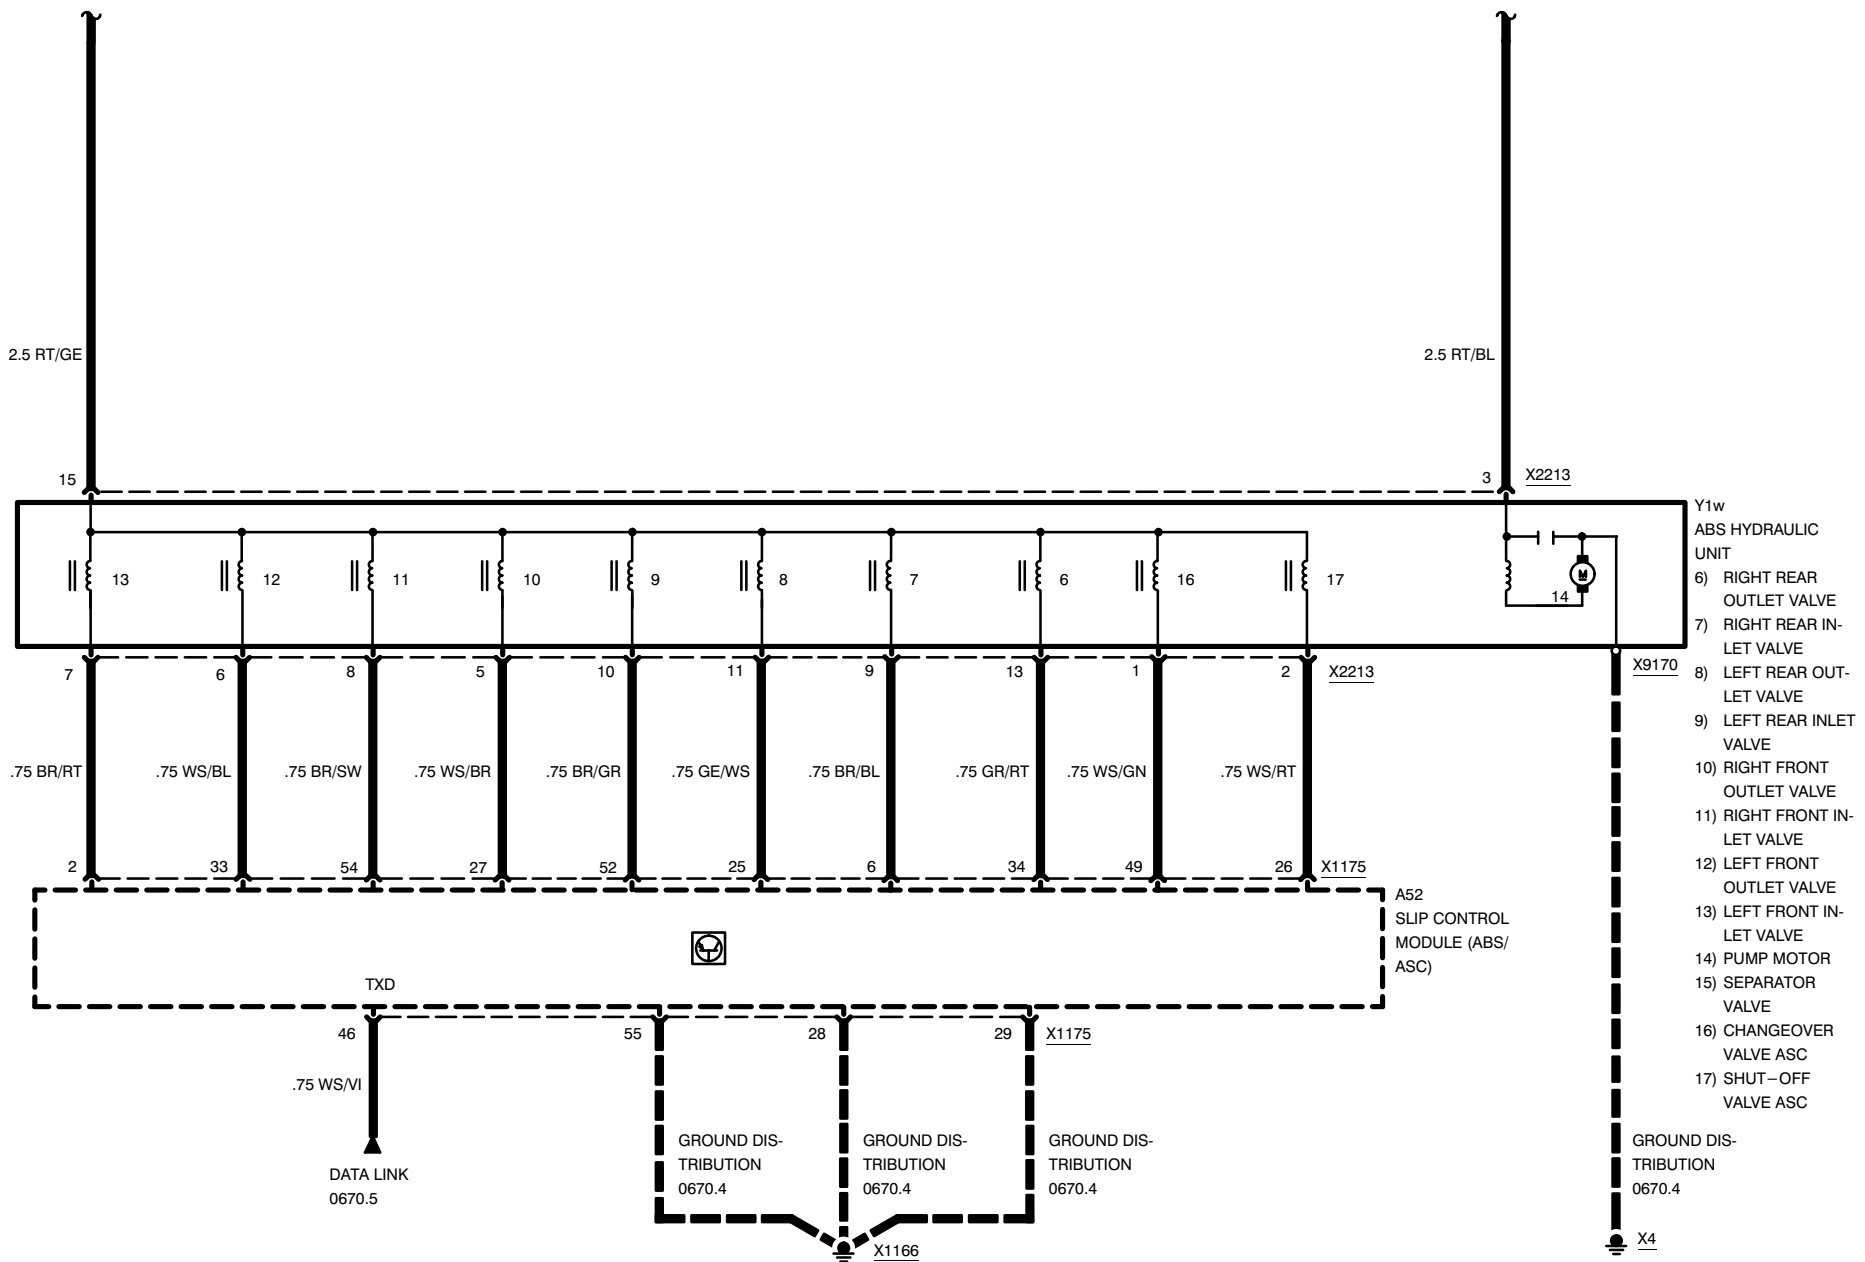 2.5 RT/GE
2.5 RT/BL
15
3
X2213
13
12
11
10
9
8
7
6
16
17
14
M
Y1w
ABS HYDRAULIC
UNIT
6) RIGHT REAR
OUTLET VALVE
7) RIGHT REAR IN-
LET VALVE
8) LEFT REAR OUT-
LET VALVE
9) LEFT REAR INLET
VALVE
10) RIGHT FRONT
OUTLET VALVE
11) RIGHT FRONT IN-
LET VALVE
12) LEFT FRONT
OUTLET VALVE
13) LEFT FRONT IN-
LET VALVE
14) PUMP MOTOR
15) SEPARATOR
VALVE
16) CHANGEOVER
VALVE ASC
17) SHUT–OFF
VALVE ASC
7
6
8
5
10
11
9
13
1
2
X2213
X9170
.75 BR/RT
.75 WS/BL
.75 BR/SW
.75 WS/BR
.75 BR/GR
.75 GE/WS
.75 BR/BL
.75 GR/RT
.75 WS/GN
.75 WS/RT
2
33
54
27
52
25
6
34
49
26
X1175
A52
SLIP CONTROL
MODULE (ABS/
ASC)
TXD
46
55
28
29
X1175
.75 WS/VI
DATA LINK
0670.5
GROUND DIS-
TRIBUTION
0670.4
GROUND DIS-
TRIBUTION
0670.4
GROUND DIS-
TRIBUTION
0670.4
GROUND DIS-
TRIBUTION
0670.4
X1166
X4